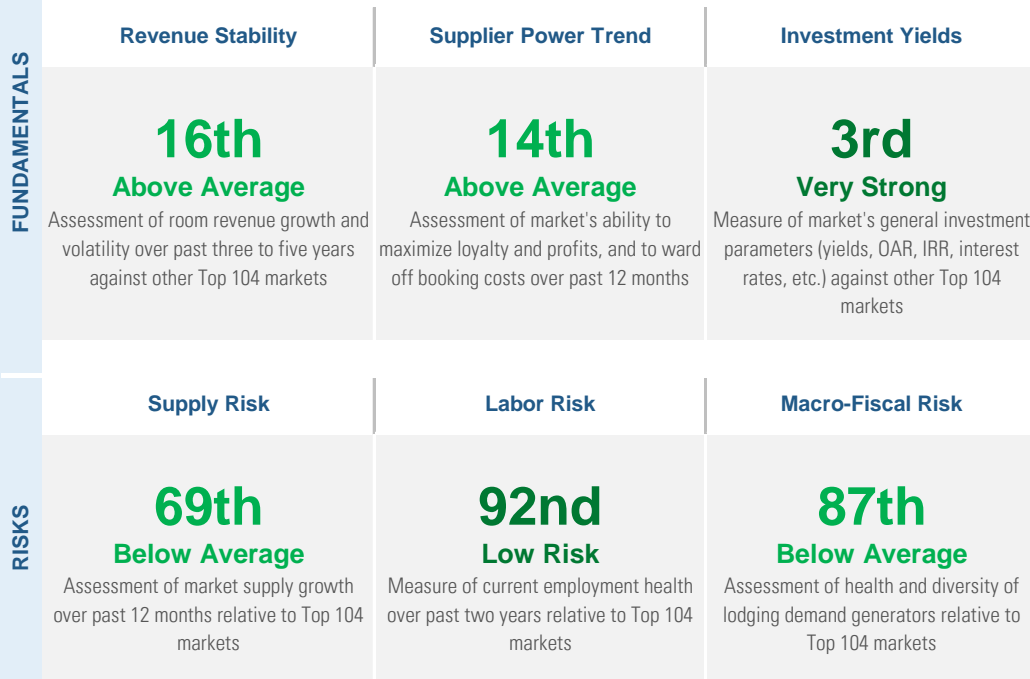 FUNDAMENTALS
Revenue Stability
16th
Above Average
Assessment of room revenue growth and
volatility over past three to five years
against other Top 104 markets
Supplier Power Trend
14th
Above Average
Assessment of market's ability to
maximize loyalty and profits, and to ward
off booking costs over past 12 months
Investment Yields
3rd
Very Strong
Measure of market's general investment
parameters (yields, OAR, IRR, interest
rates, etc.) against other Top 104
markets
RISKS
Supply Risk
69th
Below Average
Assessment of market supply growth
over past 12 months relative to Top 104
markets
Labor Risk
92nd
Low Risk
Measure of current employment health
over past two years relative to Top 104
markets
Macro-Fiscal Risk
87th
Below Average
Assessment of health and diversity of
lodging demand generators relative to
Top 104 markets